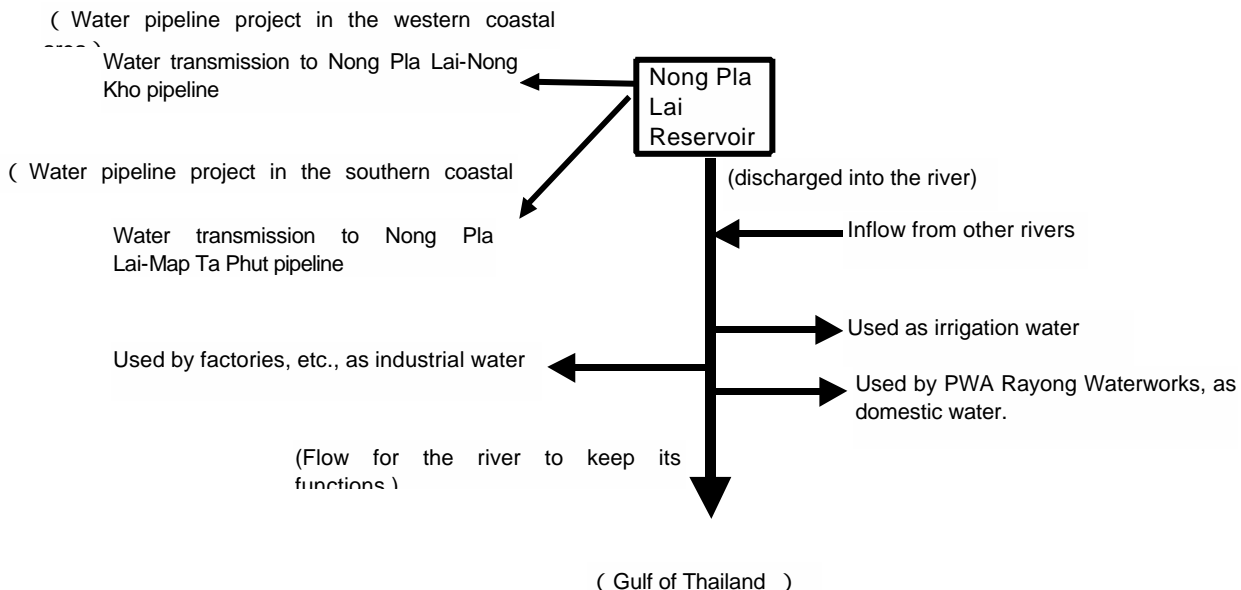 ( Water pipeline project in the western coastal
area )
Water transmission to Nong Pla Lai-Nong
Kho pipeline
Nong Pla
Lai
Reservoir
( Water pipeline project in the southern coastal
(discharged into the river)
Water transmission to Nong Pla
Lai-Map Ta Phut pipeline
Inflow from other rivers
Used as irrigation water
Used by factories, etc., as industrial water
Used by PWA Rayong Waterworks, as
domestic water.
(Flow for the river to keep its
functions )
( Gulf of Thailand )